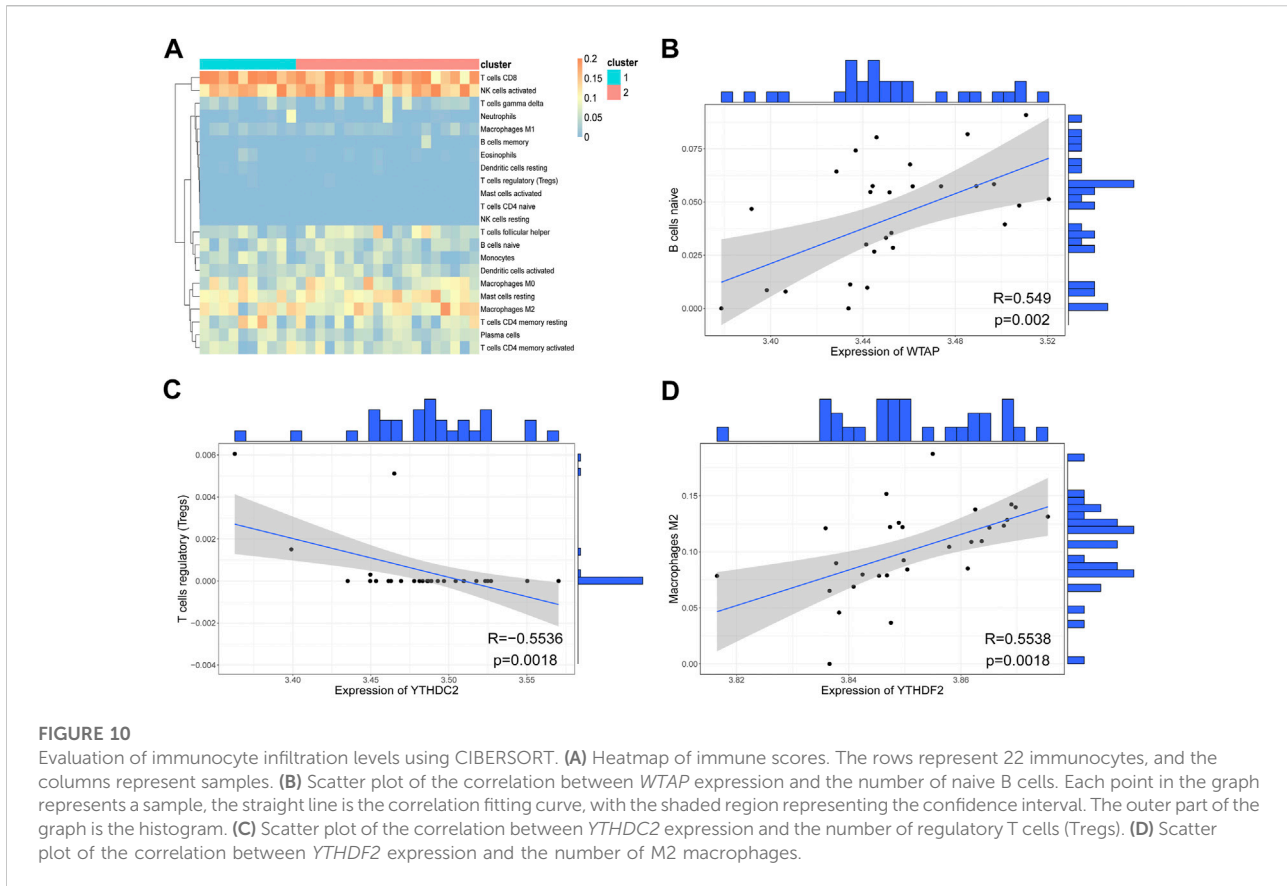 A
cluster
0.2
0.15
0.1
0.05
0
cluster
1
2
T cells CD8
NK cells activated
T cells gamma delta
Neutrophils
Macrophages M1
B cells memory
Eosinophils
Dendritic cells resting
T cells regulatory (Tregs)
Mast cells activated
T cells CD4 naive
NK cells resting
T cells follicular helper
B cells naive
Monocytes
Dendritic cells activated
Macrophages M0
Mast cells resting
Macrophages M2
T cells CD4 memory resting
Plasma cells
T cells CD4 memory activated
B
B cells naive
0.075
0.050
0.025
0.000
R=0.549
p=0.002
3.40
3.44
3.48
3.52
Expression of WTAP
C
T cells regulatory (Tregs)
0.006
0.004
0.002
0.000
−0.002
−0.004
R=−0.5536
p=0.0018
3.40
3.45
3.50
3.55
Expression of YTHDC2
D
Macrophages M2
0.15
0.10
0.05
0.00
R=0.5538
p=0.0018
3.82
3.84
3.86
Expression of YTHDF2
FIGURE 10
Evaluation of immunocyte infiltration levels using CIBERSORT. (A) Heatmap of immune scores. The rows represent 22 immunocytes, and the
columns represent samples. (B) Scatter plot of the correlation between WTAP expression and the number of naive B cells. Each point in the graph
represents a sample, the straight line is the correlation fitting curve, with the shaded region representing the confidence interval. The outer part of the
graph is the histogram. (C) Scatter plot of the correlation between YTHDC2 expression and the number of regulatory T cells (Tregs). (D) Scatter
plot of the correlation between YTHDF2 expression and the number of M2 macrophages.